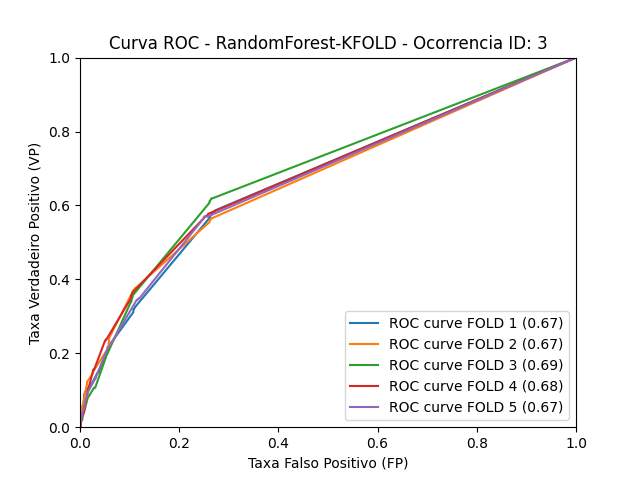 Curva ROC - RandomForest-KFOLD - Ocorrencia ID: 3
Taxa Verdadeiro Positivo (VP)
1.0
0.8
0.6
0.4
0.2
0.0
ROC curve FOLD 1 (0.67)
ROC curve FOLD 2 (0.67)
ROC curve FOLD 3 (0.69)
ROC curve FOLD 4 (0.68)
ROC curve FOLD 5 (0.67)
0.0 0.2 0.4 0.6 0.8 1.0
Taxa Falso Positivo (FP)